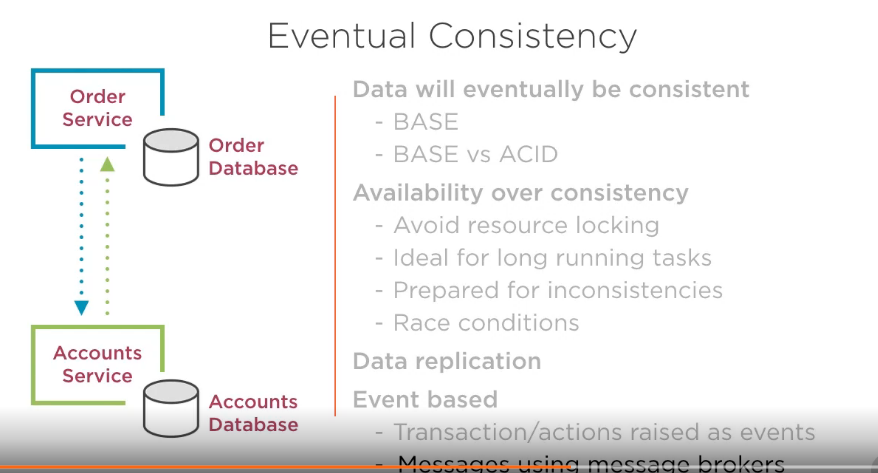 Eventual Consistency
Order
Service
Order
Database
Accounts
Service
Accounts
Database
Data will eventually be consistent
- BASE
- BASE vs ACID
Availability over consistency
- Avoid resource locking
- Ideal for long running tasks
- Prepared for inconsistencies
- Race conditions
Data replication
Event based
- Transaction/actions raised as events
- Messages using message brokers